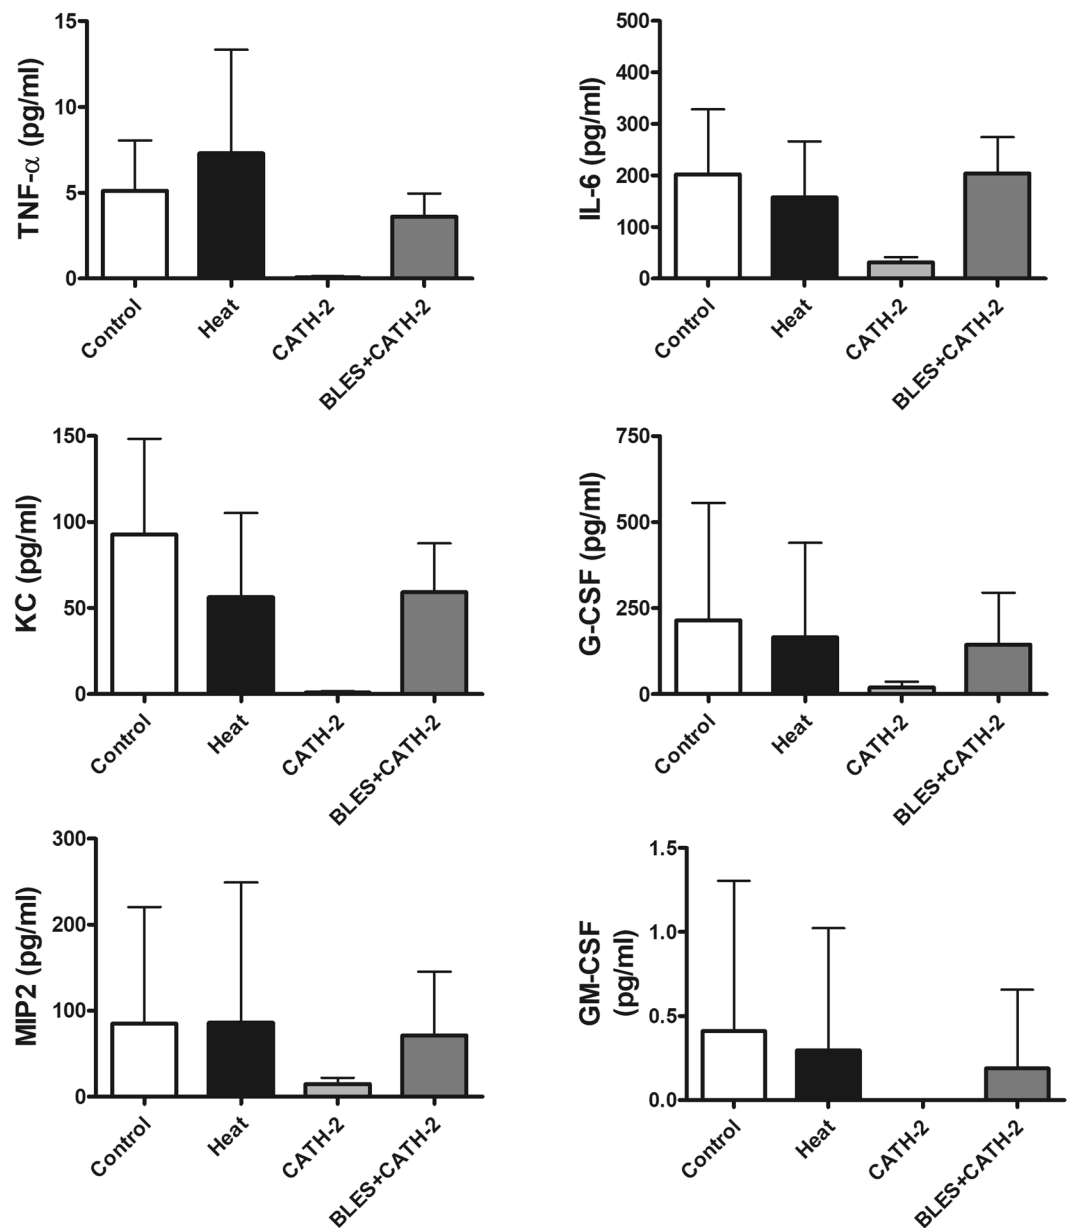 TNF-α (pg/ml)
15
10
5
0
Control
Heat
CATH-2
BLES+CATH-2
IL-6 (pg/ml)
500
400
300
200
100
0
Control
Heat
CATH-2
BLES+CATH-2
KC (pg/ml)
150
100
50
0
Control
Heat
CATH-2
BLES+CATH-2
G-CSF (pg/ml)
750
500
250
0
Control
Heat
CATH-2
BLES+CATH-2
MIP2 (pg/ml)
300
200
100
0
Control
Heat
CATH-2
BLES+CATH-2
GM-CSF
(pg/ml)
1.5
1.0
0.5
0.0
Control
Heat
CATH-2
BLES+CATH-2